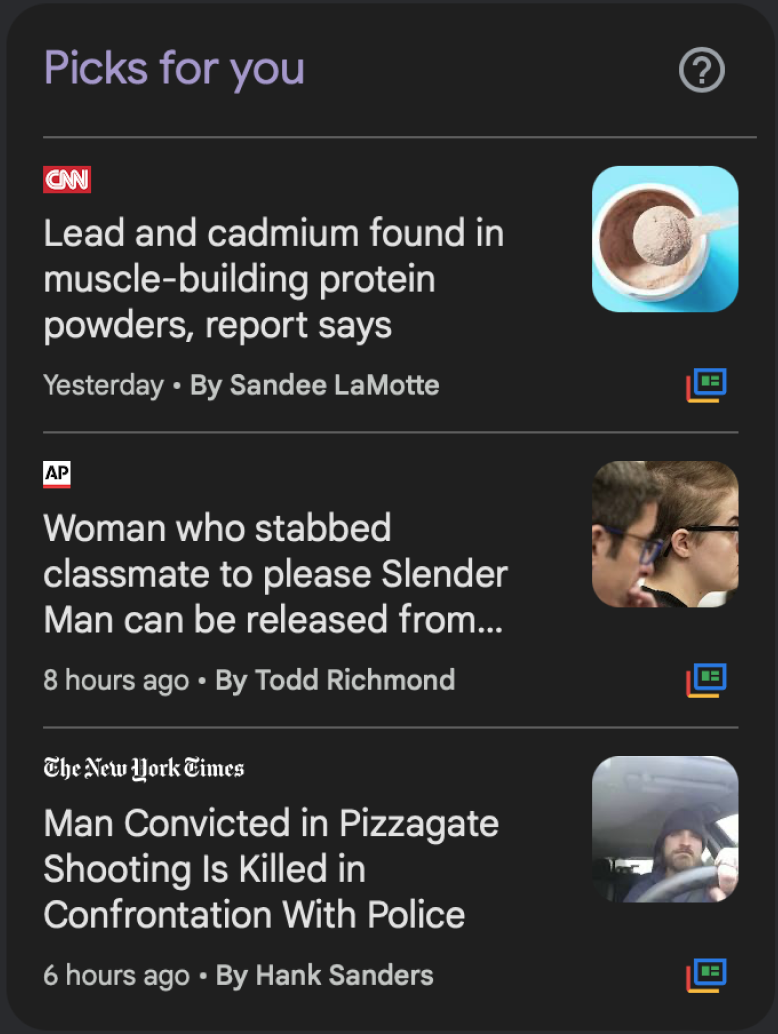 Picks for you
CNN
Lead and cadmium found in
muscle-building protein
powders, report says
Yesterday • By Sandee LaMotte
AP
Woman who stabbed
classmate to please Slender
Man can be released from...
8 hours ago • By Todd Richmond
The New York Times
Man Convicted in Pizzagate
Shooting Is Killed in
Confrontation With Police
6 hours ago • By Hank Sanders